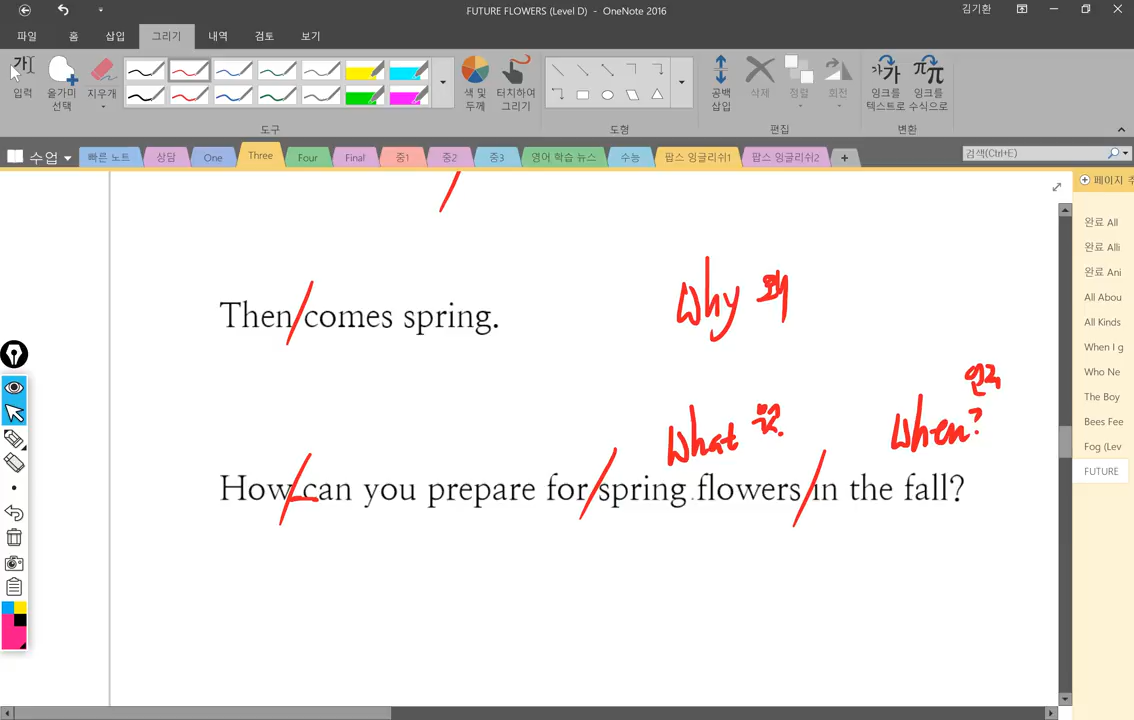 FUTURE FLOWERS (Level D) - OneNote 2016
김기환
파일 홈 삽입 그리기 내역 검토 보기
입력
올가미 선택
지우개
색 및 두께
터치하여 그리기
공백 삽입
삭제
정렬
회전
잉크를 텍스트로
잉크를 수식으로
도구 도형 편집 변환
수업 빠른 노트 상담 One Three Four Final 중1 중2 중3 영어 학습 뉴스 수능 팝스 잉글리쉬1 팝스 잉글리쉬2
검색(Ctrl+E)
페이지 추
완료 All
완료 Alli
완료 Ani
All Abou
All Kinds
When I g
Who Ne
The Boy
Bees Fee
Fog (Lev
FUTURE
Why 왜
Then comes spring.
언제
What
When?
How can you prepare for spring flowers in the fall?